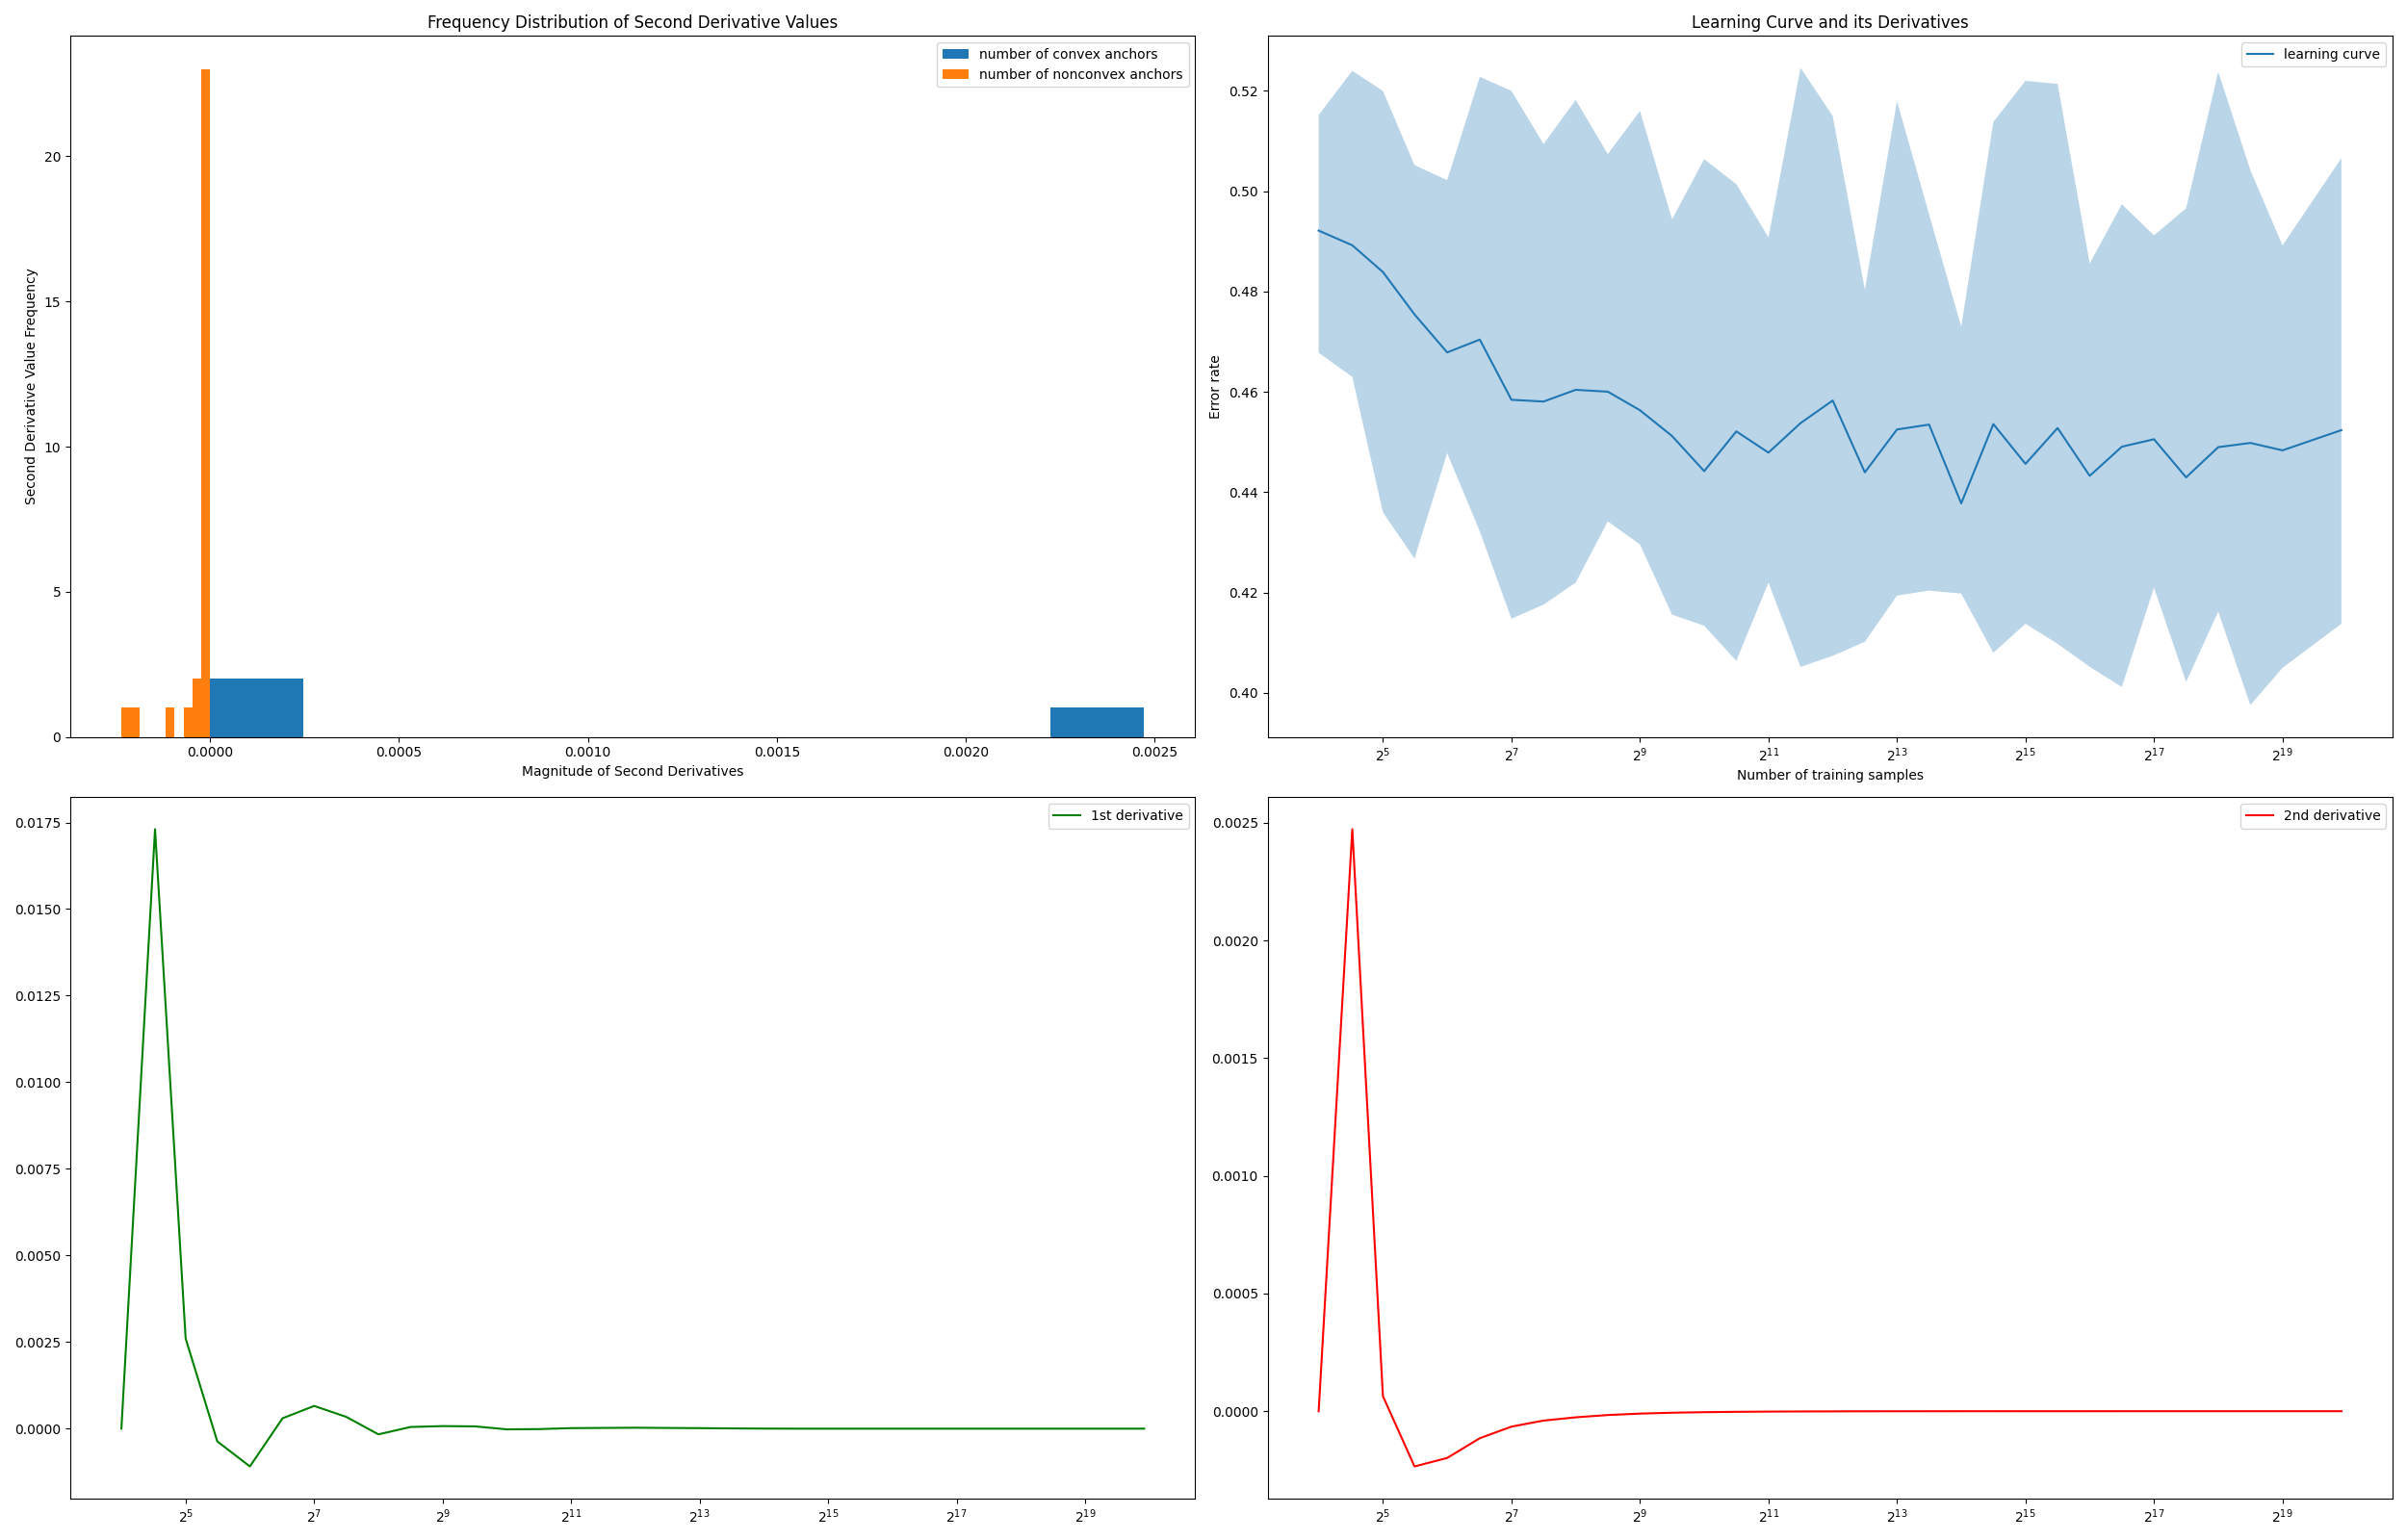 Frequency Distribution of Second Derivative Values
number of convex anchors
number of nonconvex anchors
Second Derivative Value Frequency
20
15
10
5
0
0.0000 0.0005 0.0010 0.0015 0.0020 0.0025
Magnitude of Second Derivatives
Learning Curve and its Derivatives
learning curve
Error rate
0.52
0.50
0.48
0.46
0.44
0.42
0.40
2^5 2^7 2^9 2^11 2^13 2^15 2^17 2^19
Number of training samples
1st derivative
0.0175
0.0150
0.0125
0.0100
0.0075
0.0050
0.0025
0.0000
2^5 2^7 2^9 2^11 2^13 2^15 2^17 2^19
2nd derivative
0.0025
0.0020
0.0015
0.0010
0.0005
0.0000
2^5 2^7 2^9 2^11 2^13 2^15 2^17 2^19